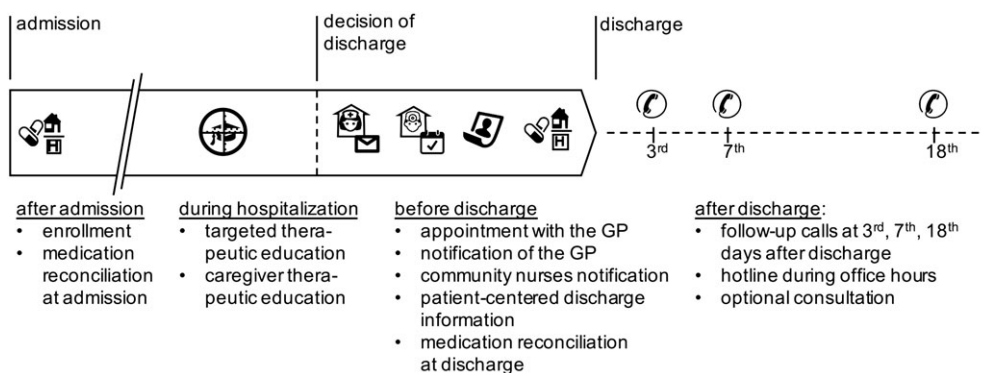 admission
decision of
discharge
discharge
H
H
3rd
7th
18th
after admission
• enrollment
• medication
reconciliation
at admission
during hospitalization
• targeted thera-
peutic education
• caregiver thera-
peutic education
before discharge
• appointment with the GP
• notification of the GP
• community nurses notification
• patient-centered discharge
information
• medication reconciliation
at discharge
after discharge:
• follow-up calls at 3rd, 7th, 18th
days after discharge
• hotline during office hours
• optional consultation